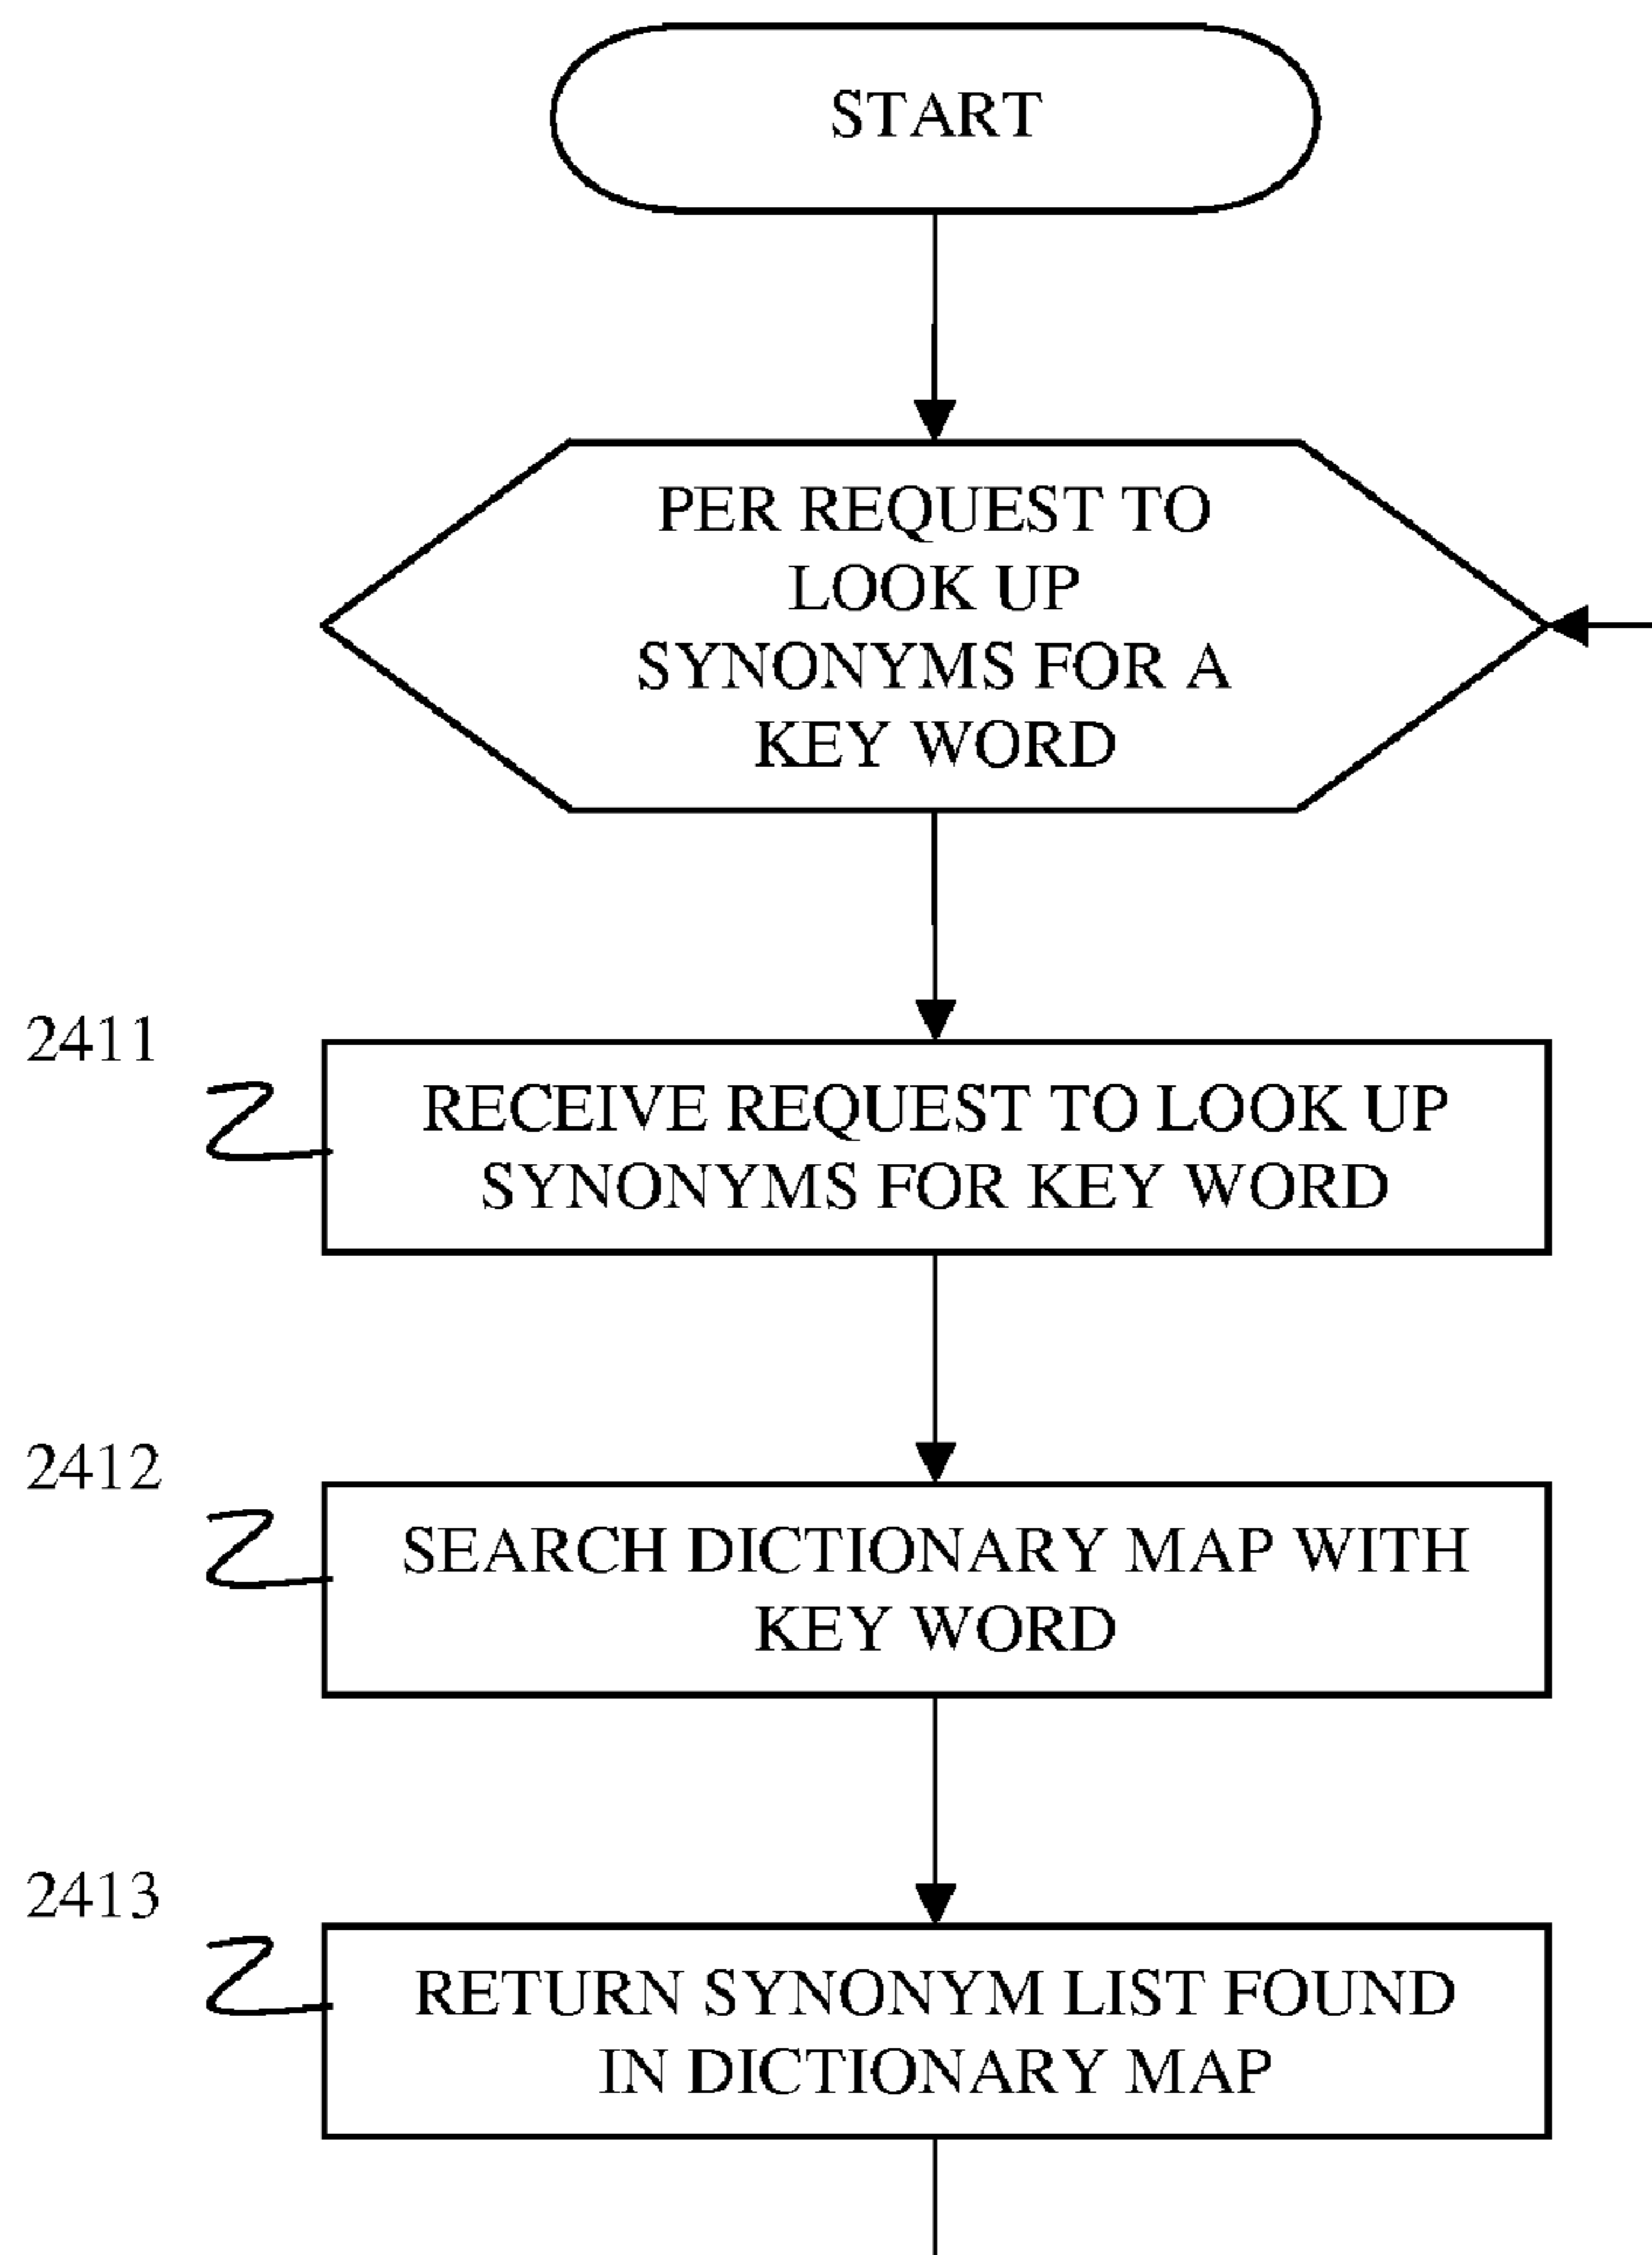 START
PER REQUEST TO
LOOK UP
SYNONYMS FOR A
KEY WORD
2411
RECEIVE REQUEST TO LOOK UP
SYNONYMS FOR KEY WORD
2412
SEARCH DICTIONARY MAP WITH
KEY WORD
2413
RETURN SYNONYM LIST FOUND
IN DICTIONARY MAP